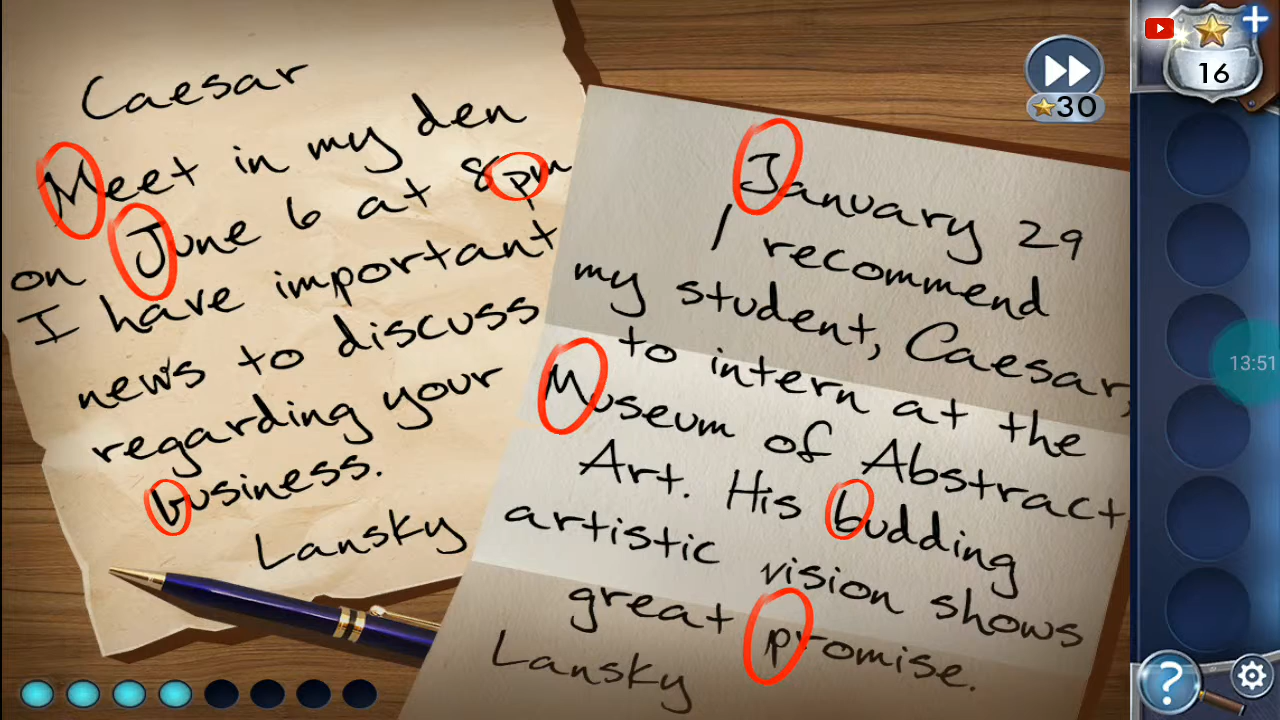 Caesar
Meet in my den
on June 6 at 8pm
I have important
news to discuss
regarding your
business.
Lansky
January 29
I recommend
my student, Caesar,
to intern at the
Museum of Abstract
Art. His budding
artistic vision shows
great promise.
Lansky
30
16
13:51
?